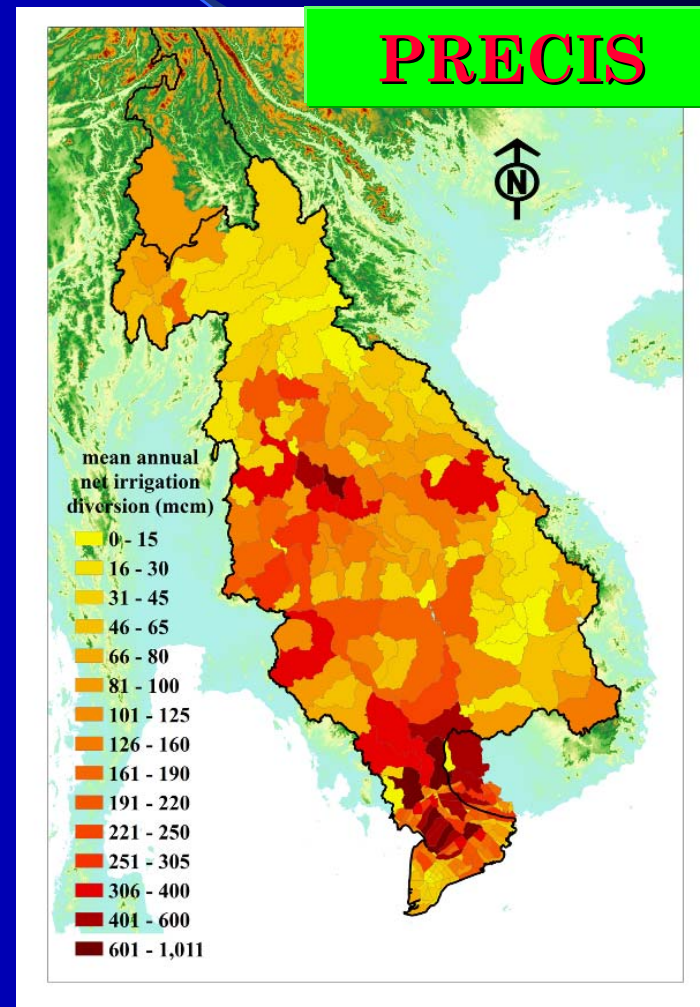 PRECIS
N
mean annual
net irrigation
diversion (mcm)
0 - 15
16 - 30
31 - 45
46 - 65
66 - 80
81 - 100
101 - 125
126 - 160
161 - 190
191 - 220
221 - 250
251 - 305
306 - 400
401 - 600
601 - 1,011